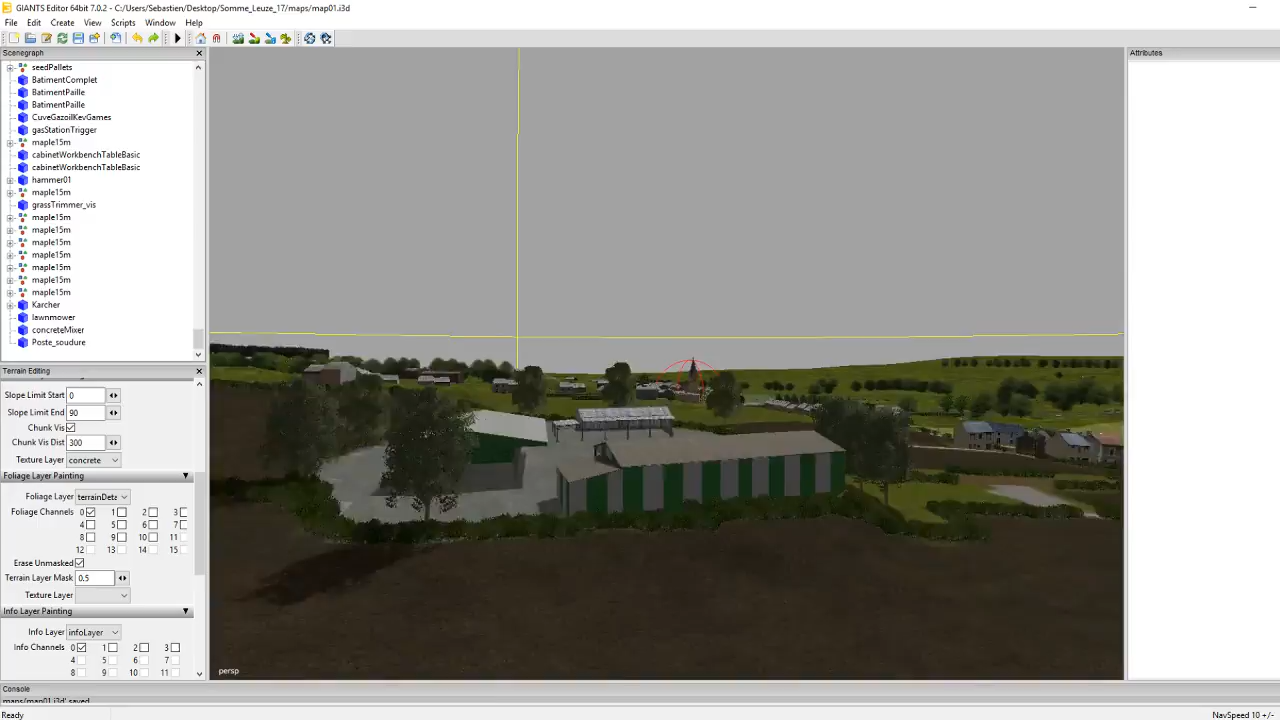 GIANTS Editor 64bit 7.0.2 - C:/Users/Sebastien/Desktop/Somme_Leuze_17/maps/map01.i3d
File Edit Create View Scripts Window Help
Scenegraph
seedPallets
BatimentComplet
BatimentPaille
BatimentPaille
CuveGazoilKevGames
gasStationTrigger
maple15m
cabinetWorkbenchTableBasic
cabinetWorkbenchTableBasic
hammer01
maple15m
grassTrimmer_vis
maple15m
maple15m
maple15m
maple15m
maple15m
maple15m
maple15m
Karcher
lawnmower
concreteMixer
Poste_soudure
Terrain Editing
Slope Limit Start 0
Slope Limit End 90
Chunk Vis
Chunk Vis Dist 300
Texture Layer concrete
Foliage Layer Painting
Foliage Layer terrainDeta
Foliage Channels 0 1 2 3
4 5 6 7
8 9 10 11
12 13 14 15
Erase Unmasked
Terrain Layer Mask 0.5
Texture Layer
Info Layer Painting
Info Layer infoLayer
Info Channels 0 1 2 3
4 5 6 7
8 9 10 11
persp
Attributes
Console
maps/map01.i3d' saved
Ready
NavSpeed 10 +/-